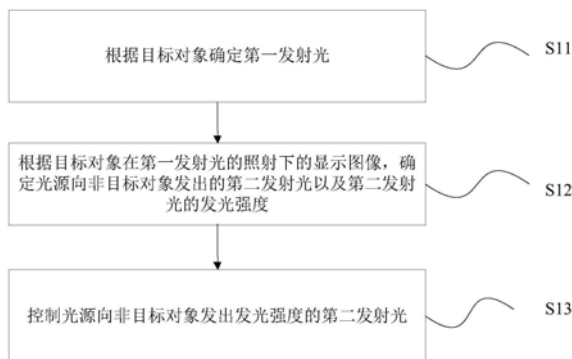 根据目标对象确定第一发射光
S11
根据目标对象在第一发射光的照射下的显示图像，确
定光源向非目标对象发出的第二发射光以及第二发射
光的发光强度
S12
控制光源向非目标对象发出发光强度的第二发射光
S13